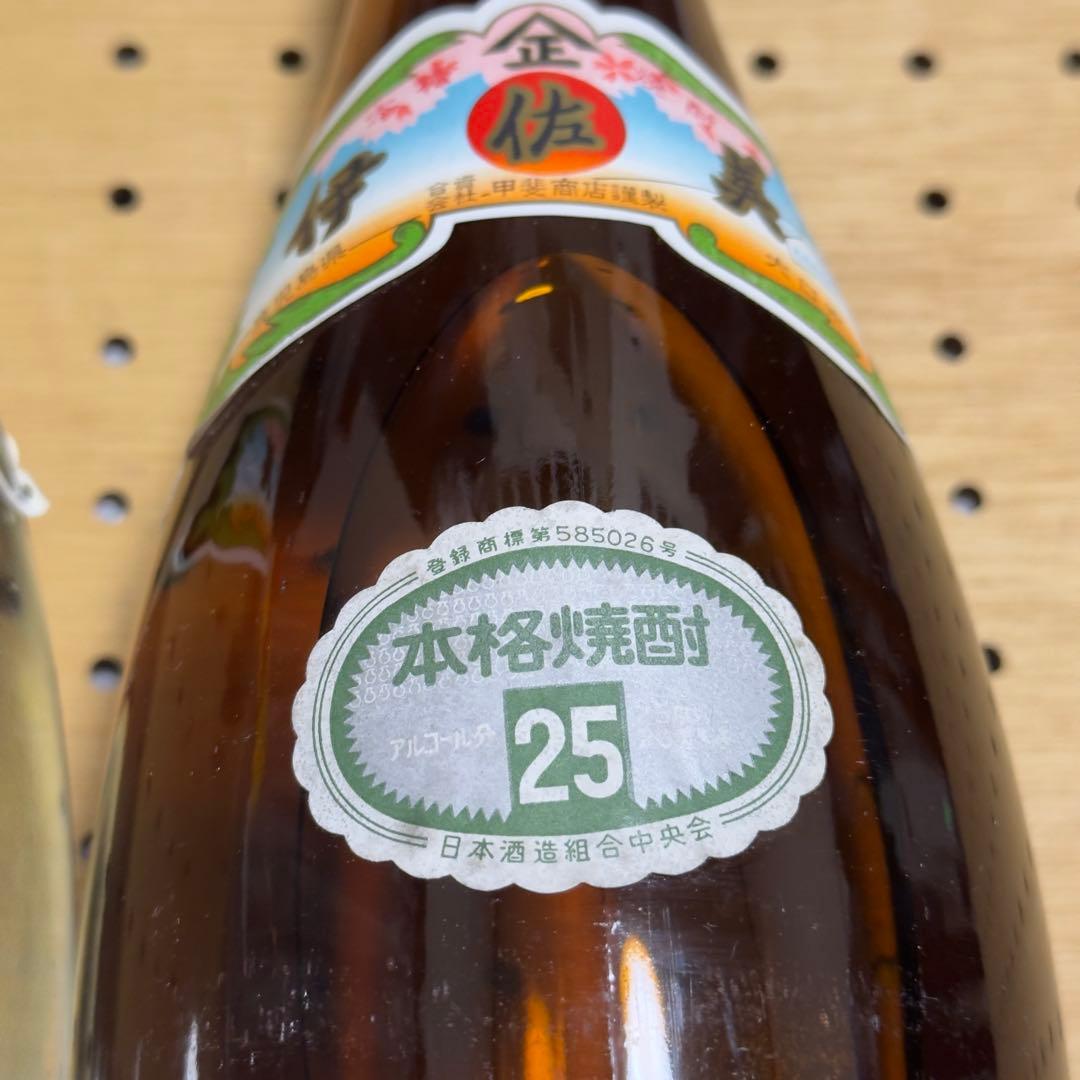 正
伊佐美
合資会社 甲斐商店謹製
登録商標第585026号
本格焼酎
アルコール分
25
日本酒造組合中央会